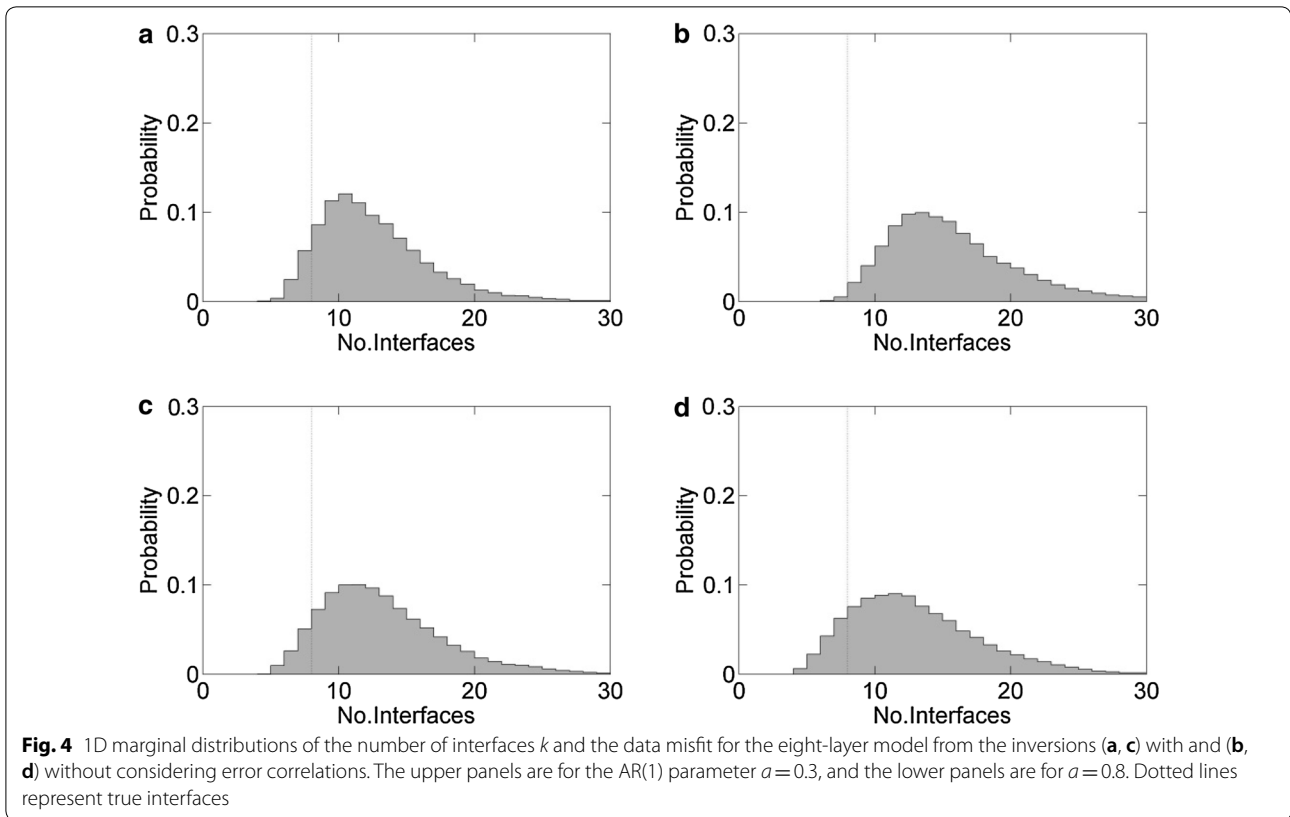 a
0.3
0.2
0.1
0
Probability
0
10
20
30
No.Interfaces
b
0.3
0.2
0.1
0
Probability
0
10
20
30
No.Interfaces
c
0.3
0.2
0.1
0
Probability
0
10
20
30
No.Interfaces
d
0.3
0.2
0.1
0
Probability
0
10
20
30
No.Interfaces
Fig. 4 1D marginal distributions of the number of interfaces k and the data misfit for the eight-layer model from the inversions (a, c) with and (b,
d) without considering error correlations. The upper panels are for the AR(1) parameter a = 0.3, and the lower panels are for a = 0.8. Dotted lines
represent true interfaces